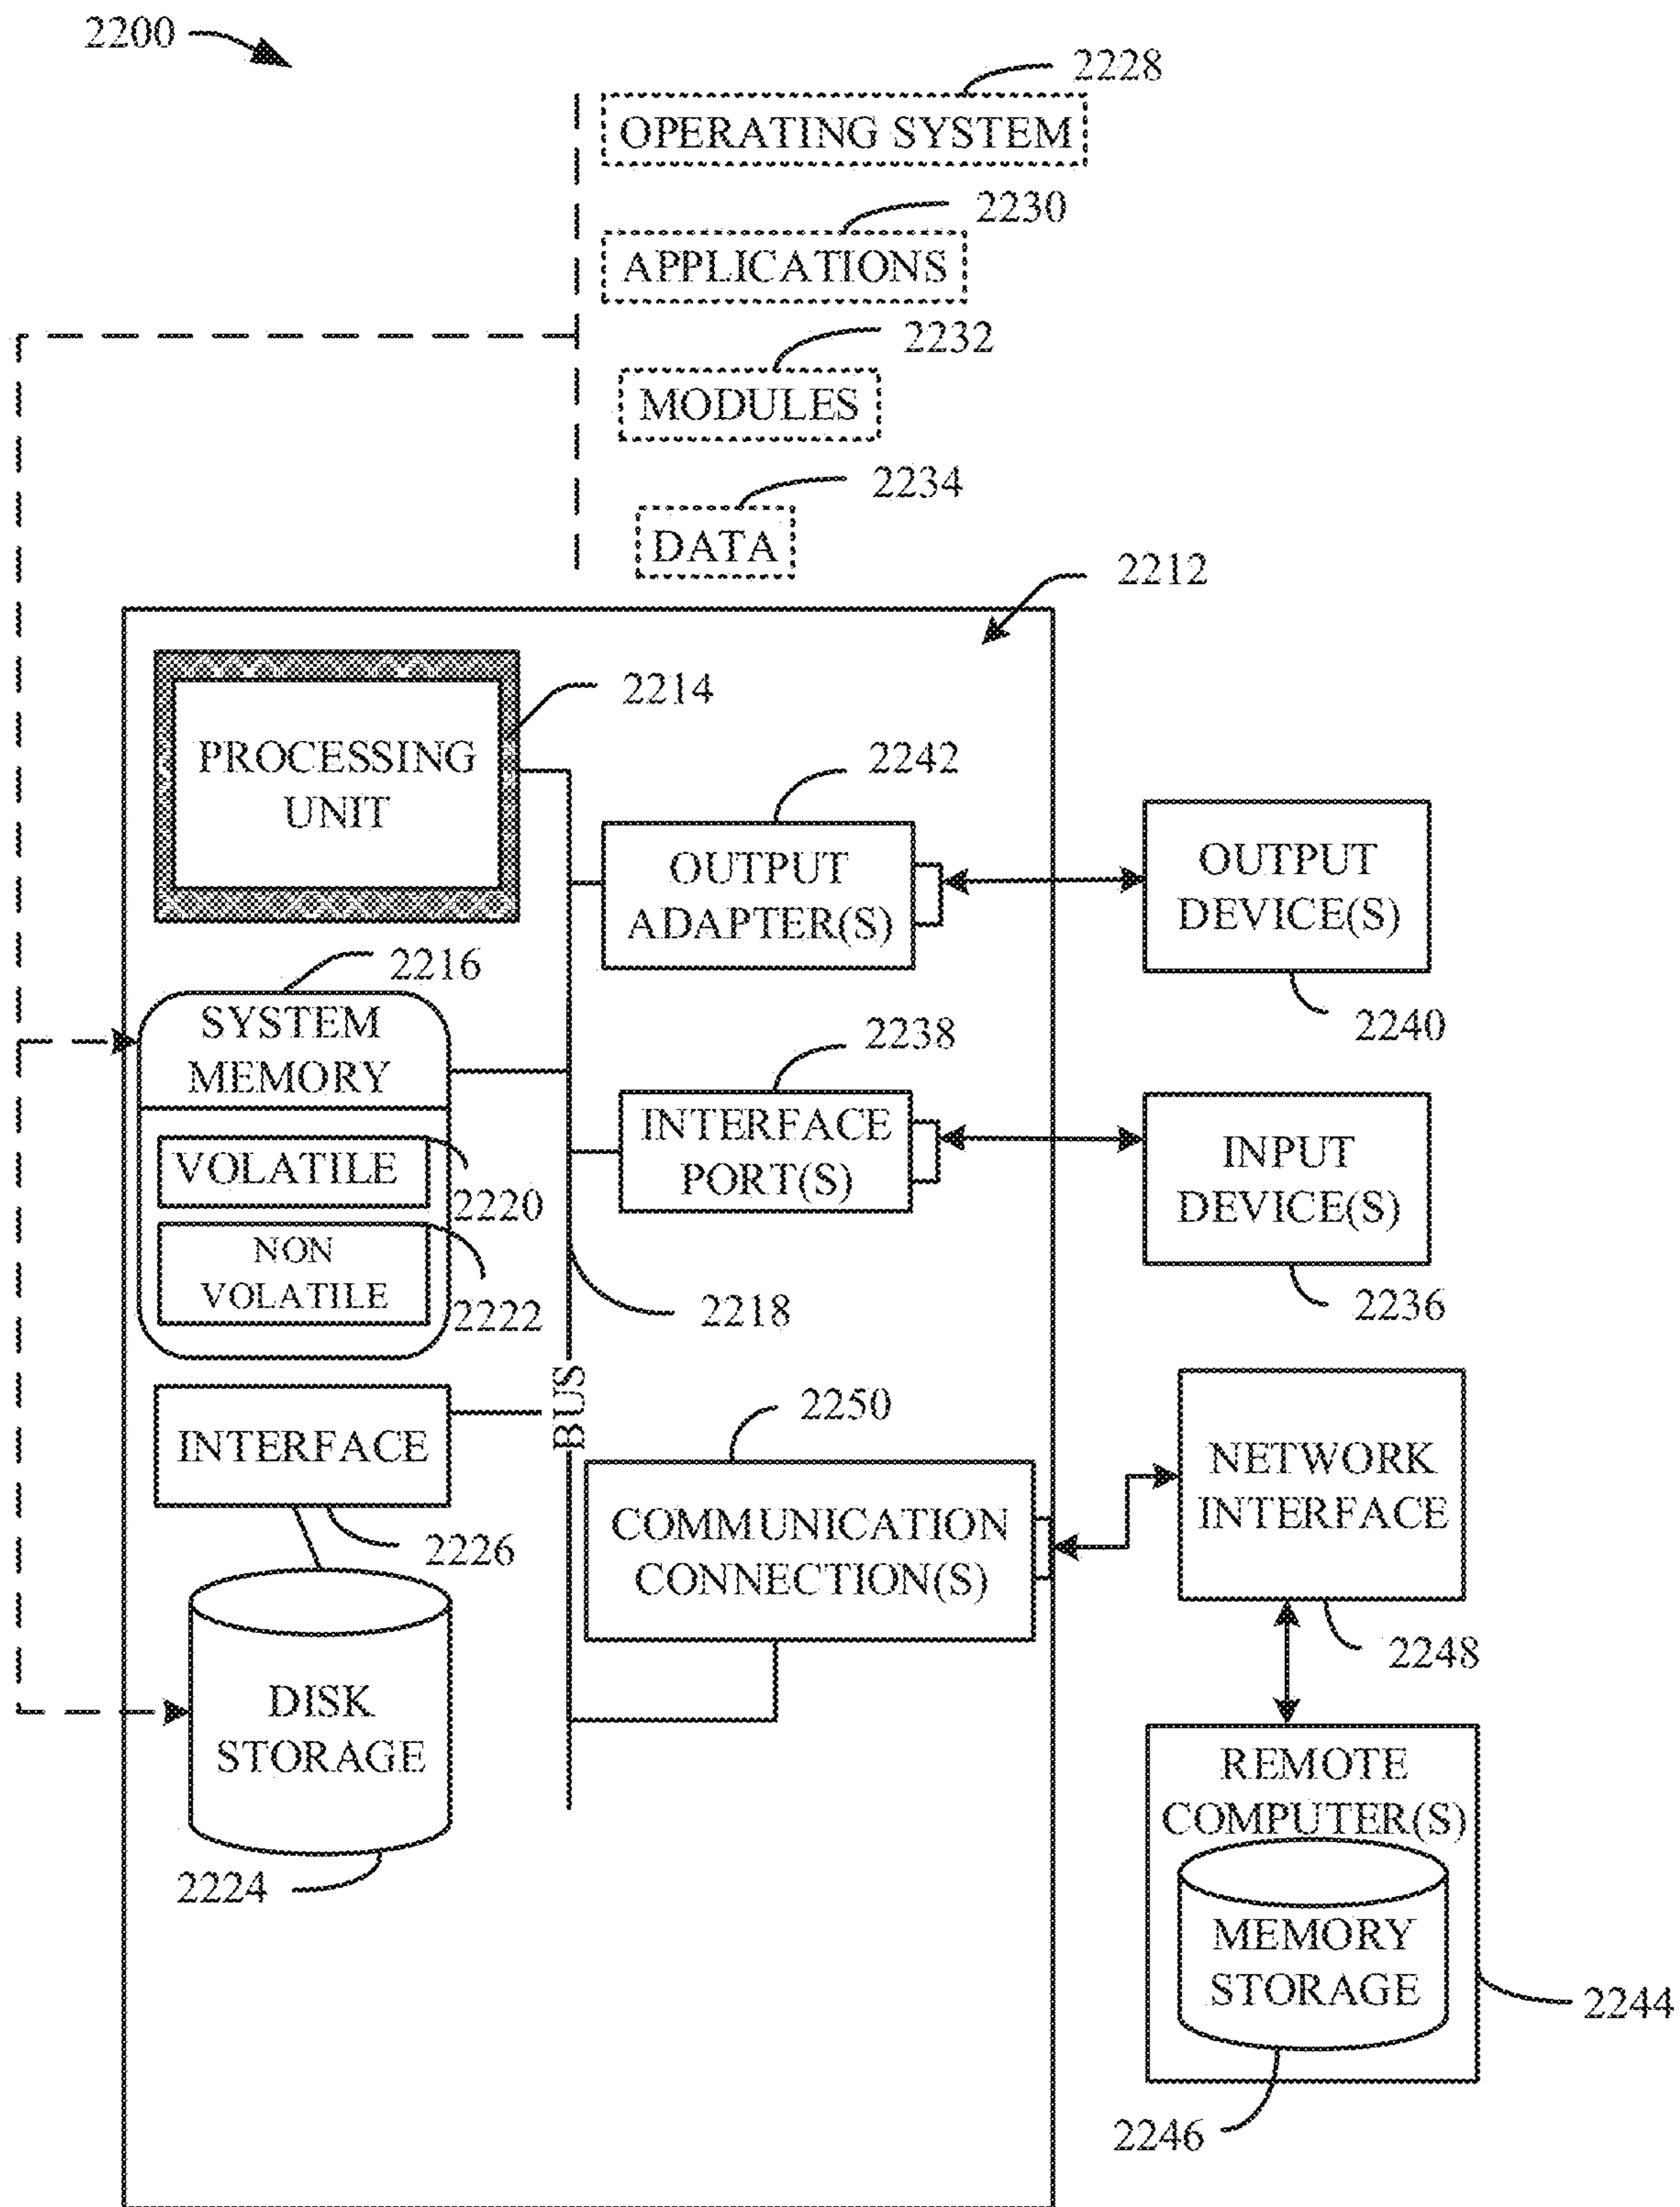 2200
2228
OPERATING SYSTEM
2230
APPLICATIONS
2232
MODULES
2234
DATA
2212
2214
PROCESSING
UNIT
2242
OUTPUT
ADAPTER(S)
OUTPUT
DEVICE(S)
2240
2216
SYSTEM
MEMORY
2238
INTERFACE
PORT(S)
INPUT
DEVICE(S)
2236
VOLATILE
2220
NON
VOLATILE
2222
2218
BUS
INTERFACE
2226
2250
COMMUNICATION
CONNECTION(S)
NETWORK
INTERFACE
2248
DISK
STORAGE
2224
REMOTE
COMPUTER(S)
MEMORY
STORAGE
2244
2246